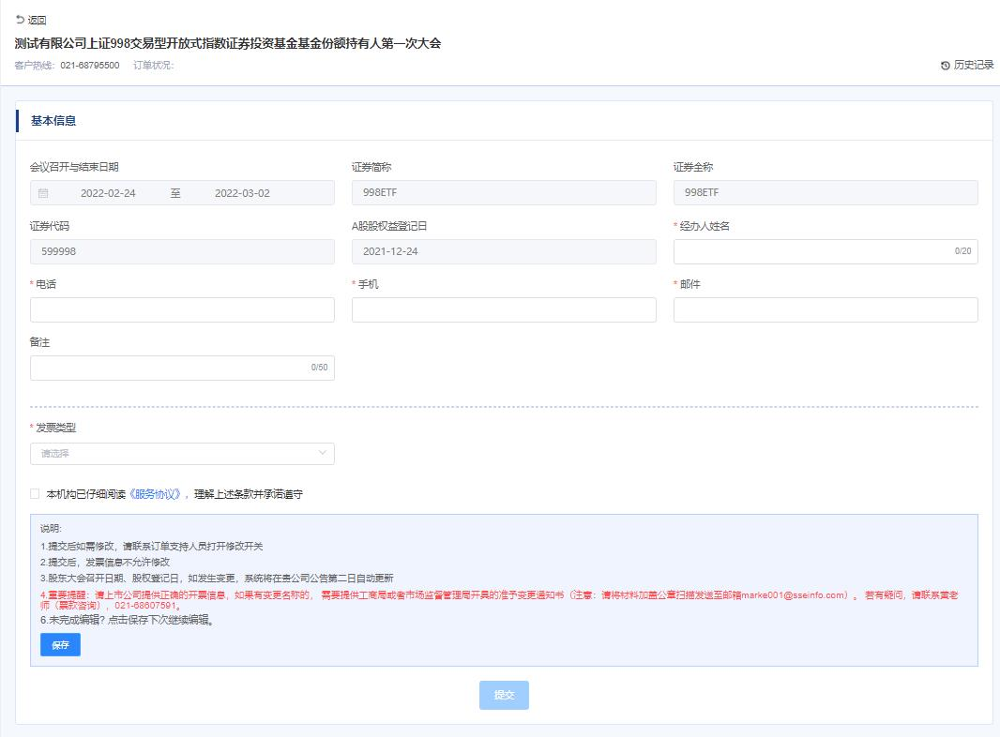 返回
测试有限公司上证998交易型开放式指数证券投资基金基金份额持有人第一次大会
客户热线: 021-68795500 订单状况:
历史记录
基本信息
会议召开与结束日期 证券简称 证券全称
2022-02-24 至 2022-03-02 998ETF 998ETF
证券代码 A股股权益登记日 * 经办人姓名
599998 2021-12-24 0/20
* 电话 * 手机 * 邮件
备注
0/50
* 发票类型
请选择
本机构已仔细阅读《服务协议》，理解上述条款并承诺遵守
说明:
1.提交后如需修改，请联系订单支持人员打开修改开关
2.提交后，发票信息不允许修改
3.股东大会召开日期、股权登记日，如发生变更，系统将在贵公司公告第二日自动更新
4.重要提醒：请上市公司提供正确的开票信息，如果有变更名称的， 需要提供工商局或者市场监督管理局开具的准予变更通知书（注意：请将材料加盖公章扫描发送至邮箱marke001@sseinfo.com）。 若有疑问，请联系黄老
师（票款咨询），021-68607591。
6.未完成编辑? 点击保存下次继续编辑。
保存
提交